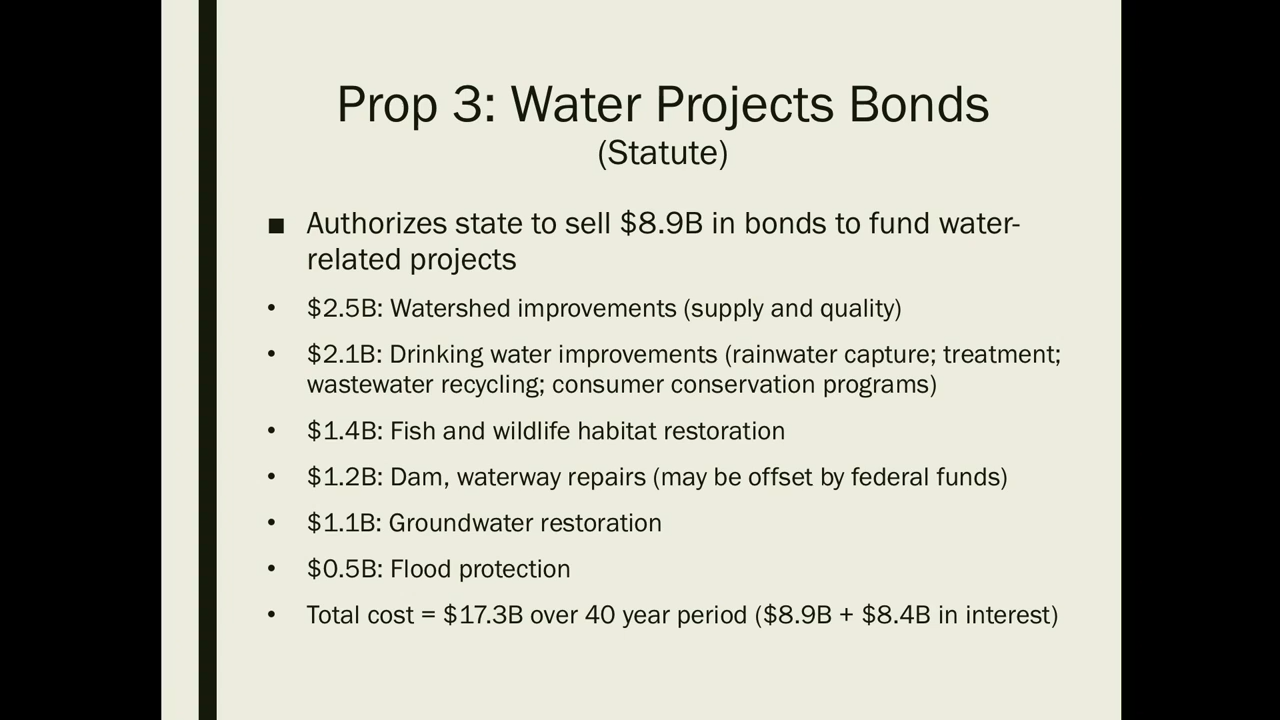 Prop 3: Water Projects Bonds
(Statute)
■ Authorizes state to sell $8.9B in bonds to fund water-
related projects
• $2.5B: Watershed improvements (supply and quality)
• $2.1B: Drinking water improvements (rainwater capture; treatment;
wastewater recycling; consumer conservation programs)
• $1.4B: Fish and wildlife habitat restoration
• $1.2B: Dam, waterway repairs (may be offset by federal funds)
• $1.1B: Groundwater restoration
• $0.5B: Flood protection
• Total cost = $17.3B over 40 year period ($8.9B + $8.4B in interest)